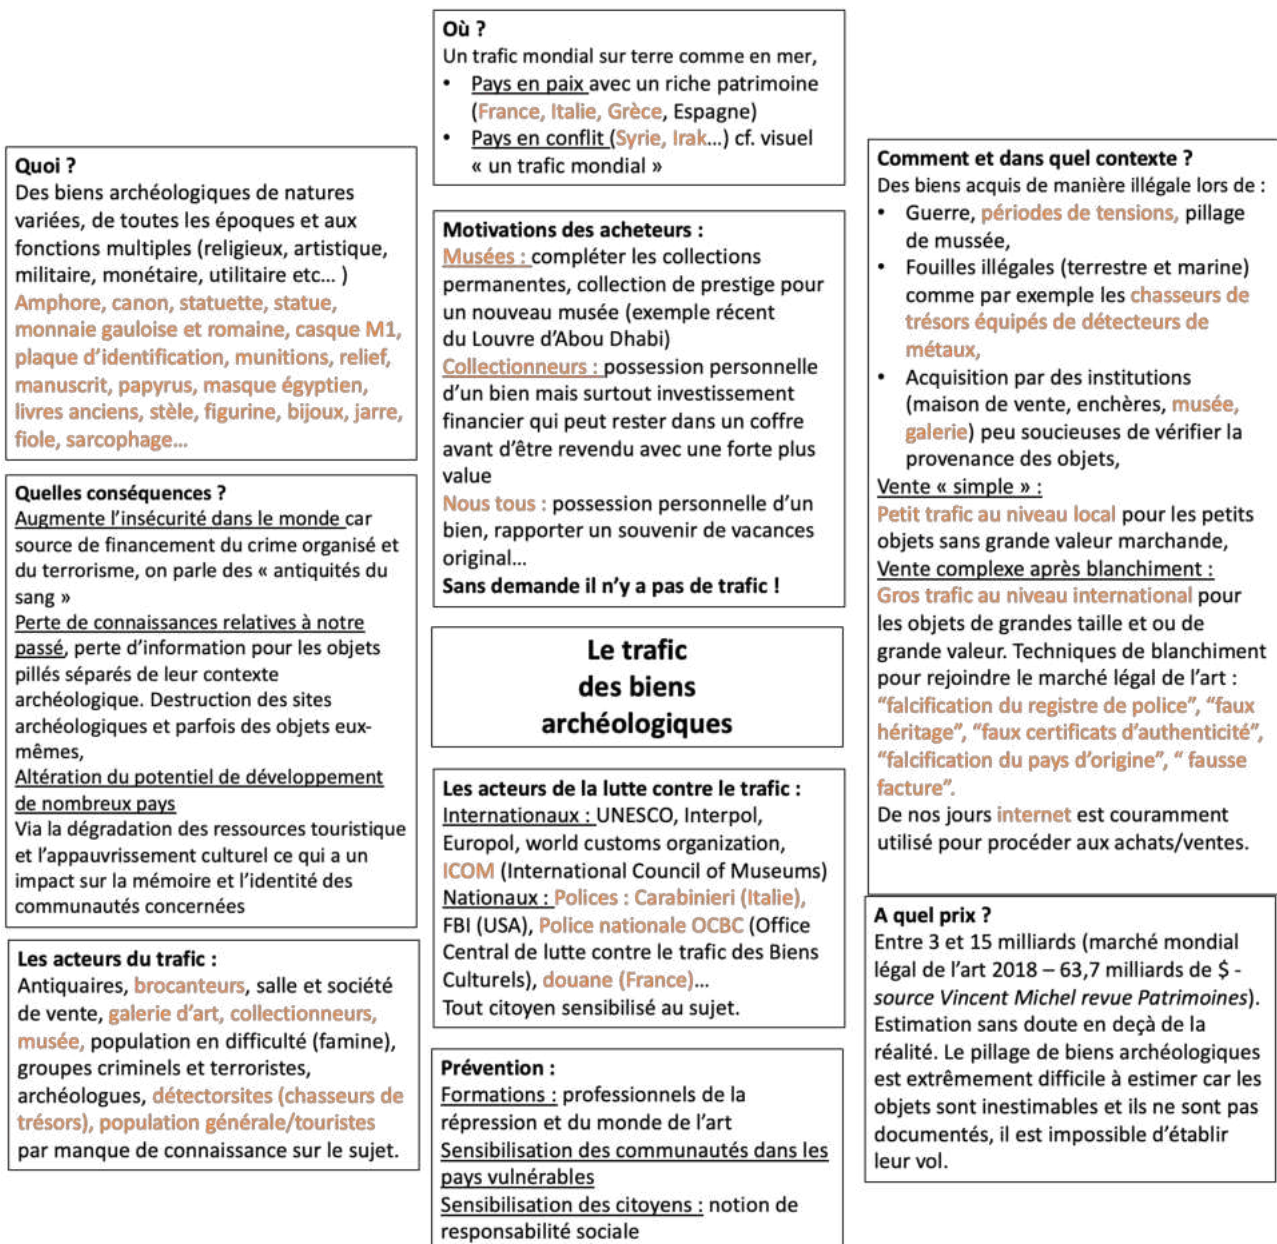 Où ?
Un trafic mondial sur terre comme en mer,
• Pays en paix avec un riche patrimoine
(France, Italie, Grèce, Espagne)
• Pays en conflit (Syrie, Irak…) cf. visuel
« un trafic mondial »
Quoi ?
Des biens archéologiques de natures
variées, de toutes les époques et aux
fonctions multiples (religieux, artistique,
militaire, monétaire, utilitaire etc… )
Amphore, canon, statuette, statue,
monnaie gauloise et romaine, casque M1,
plaque d’identification, munitions, relief,
manuscrit, papyrus, masque égyptien,
livres anciens, stèle, figurine, bijoux, jarre,
fiole, sarcophage…
Quelles conséquences ?
Augmente l’insécurité dans le monde car
source de financement du crime organisé et
du terrorisme, on parle des « antiquités du
sang »
Perte de connaissances relatives à notre
passé, perte d’information pour les objets
pillés séparés de leur contexte
archéologique. Destruction des sites
archéologiques et parfois des objets eux-
mêmes,
Altération du potentiel de développement
de nombreux pays
Via la dégradation des ressources touristique
et l’appauvrissement culturel ce qui a un
impact sur la mémoire et l’identité des
communautés concernées
Les acteurs du trafic :
Antiquaires, brocanteurs, salle et société
de vente, galerie d’art, collectionneurs,
musée, population en difficulté (famine),
groupes criminels et terroristes,
archéologues, détectorsites (chasseurs de
trésors), population générale/touristes
par manque de connaissance sur le sujet.
Motivations des acheteurs :
Musées : compléter les collections
permanentes, collection de prestige pour
un nouveau musée (exemple récent
du Louvre d’Abou Dhabi)
Collectionneurs : possession personnelle
d’un bien mais surtout investissement
financier qui peut rester dans un coffre
avant d’être revendu avec une forte plus
value
Nous tous : possession personnelle d’un
bien, rapporter un souvenir de vacances
original…
Sans demande il n’y a pas de trafic !
Le trafic
des biens
archéologiques
Les acteurs de la lutte contre le trafic :
Internationaux : UNESCO, Interpol,
Europol, world customs organization,
ICOM (International Council of Museums)
Nationaux : Polices : Carabinieri (Italie),
FBI (USA), Police nationale OCBC (Office
Central de lutte contre le trafic des Biens
Culturels), douane (France)…
Tout citoyen sensibilisé au sujet.
Prévention :
Formations : professionnels de la
répression et du monde de l’art
Sensibilisation des communautés dans les
pays vulnérables
Sensibilisation des citoyens : notion de
responsabilité sociale
Comment et dans quel contexte ?
Des biens acquis de manière illégale lors de :
• Guerre, périodes de tensions, pillage
de mussée,
• Fouilles illégales (terrestre et marine)
comme par exemple les chasseurs de
trésors équipés de détecteurs de
métaux,
• Acquisition par des institutions
(maison de vente, enchères, musée,
galerie) peu soucieuses de vérifier la
provenance des objets,
Vente « simple » :
Petit trafic au niveau local pour les petits
objets sans grande valeur marchande,
Vente complexe après blanchiment :
Gros trafic au niveau international pour
les objets de grandes taille et ou de
grande valeur. Techniques de blanchiment
pour rejoindre le marché légal de l’art :
“falcification du registre de police”, “faux
héritage”, “faux certificats d’authenticité”,
“falcification du pays d’origine”, “ fausse
facture”.
De nos jours internet est couramment
utilisé pour procéder aux achats/ventes.
A quel prix ?
Entre 3 et 15 milliards (marché mondial
légal de l’art 2018 – 63,7 milliards de $ -
source Vincent Michel revue Patrimoines).
Estimation sans doute en deçà de la
réalité. Le pillage de biens archéologiques
est extrêmement difficile à estimer car les
objets sont inestimables et ils ne sont pas
documentés, il est impossible d’établir
leur vol.